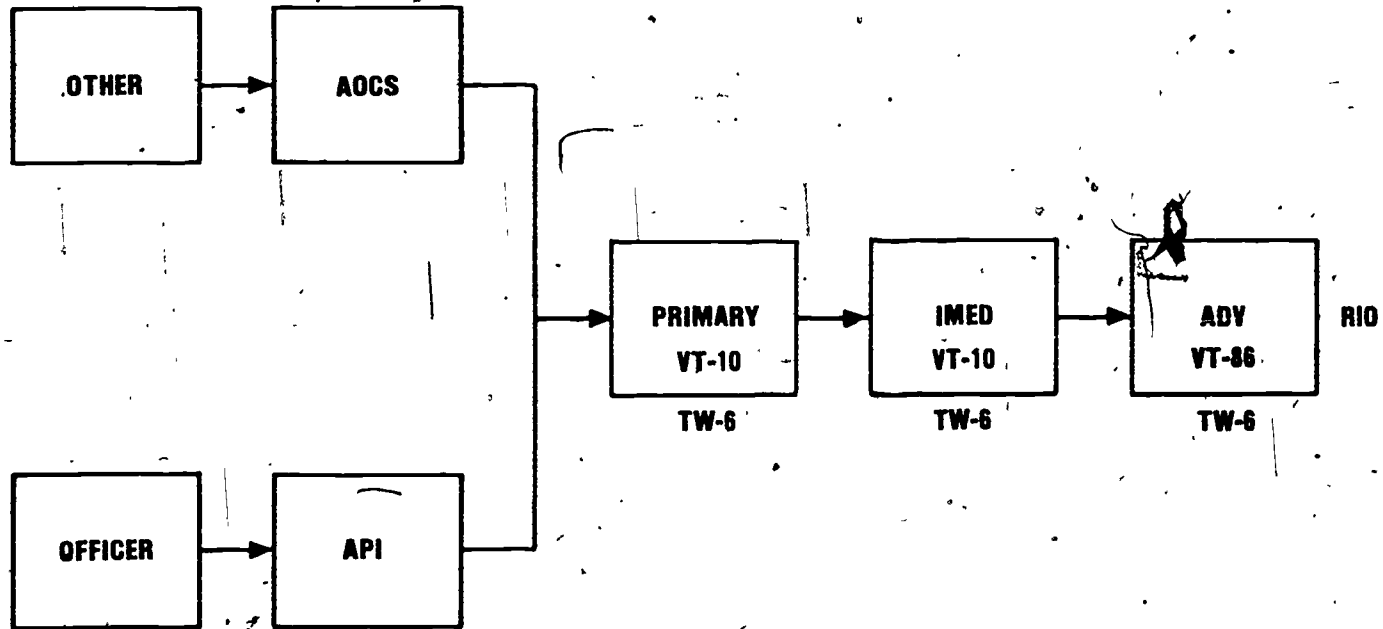 OTHER
AOCS
PRIMARY
VT-10
TW-6
IMED
VT-10
TW-6
ADV
VT-86
TW-6
RIO
OFFICER
API